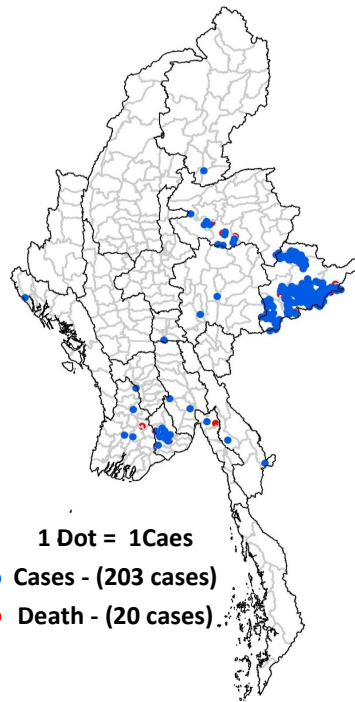 1 Dot = 1Caes
Cases - (203 cases)
Death - (20 cases)